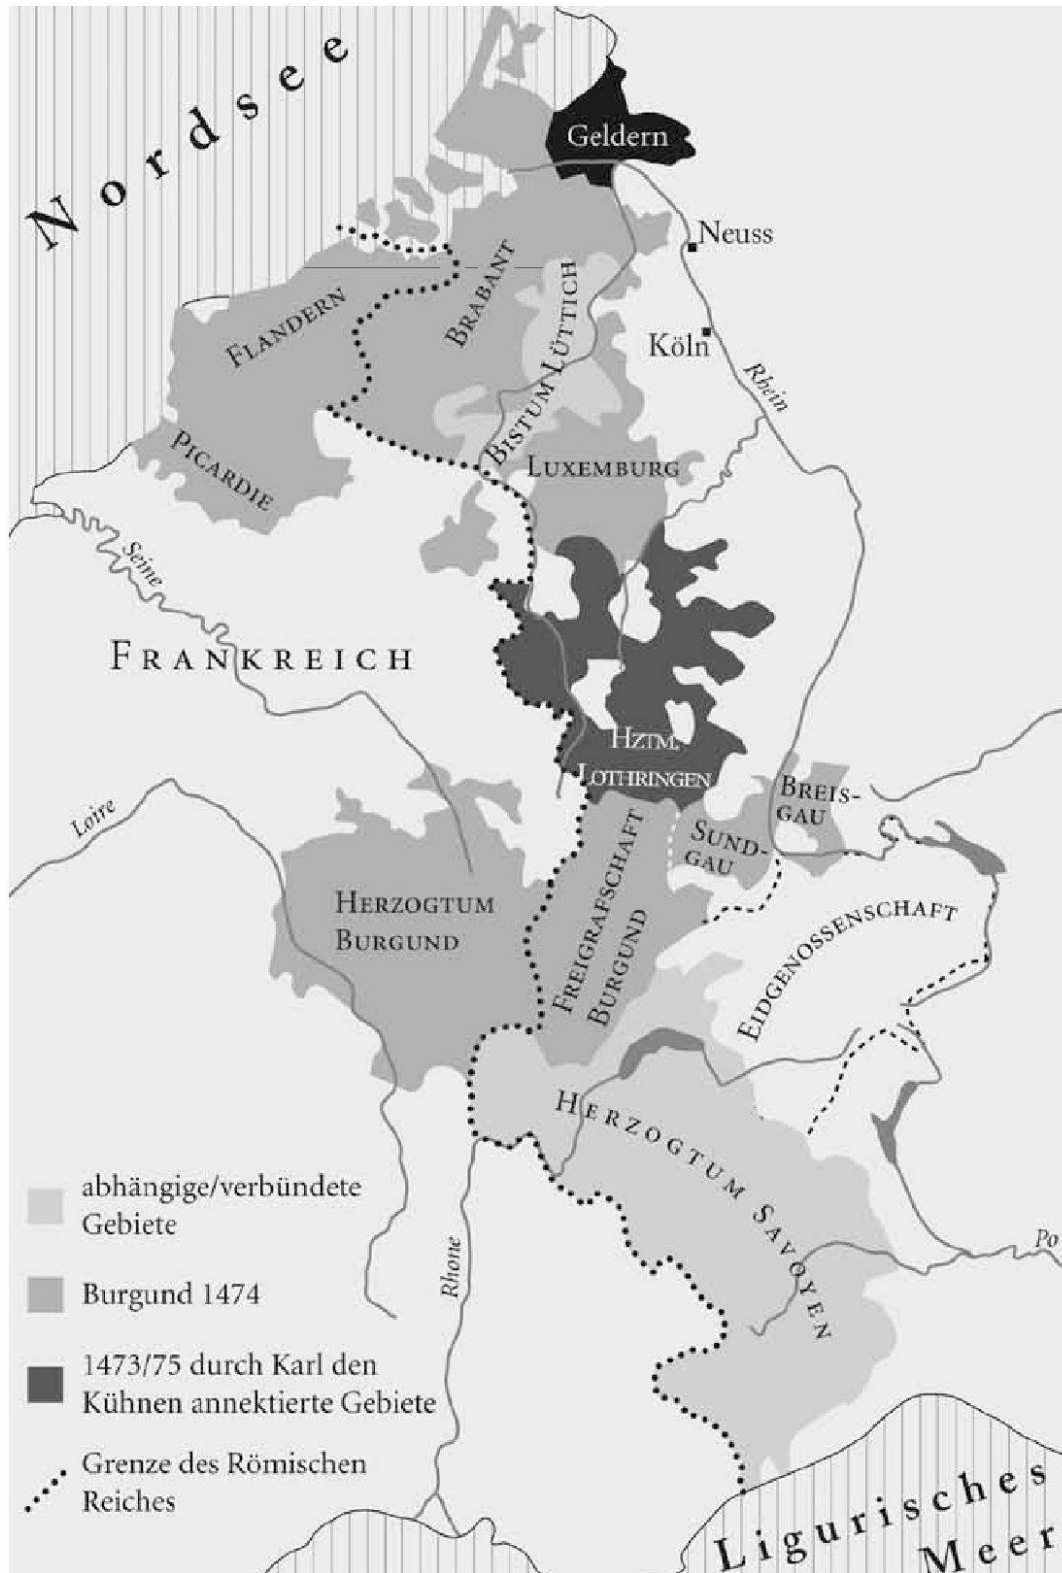 Nordsee
Geldern
Neuss
Köln
Rhein
Flandern
Brabant
Bistum Lüttich
Picardie
Luxemburg
Seine
Frankreich
Hztm.
Lothringen
Loire
Breis-
gau
Sund-
gau
Herzogtum
Burgund
Freigrafschaft
Burgund
Eidgenossenschaft
Herzogtum Savoyen
Rhone
Po
abhängige/verbündete
Gebiete
Burgund 1474
1473/75 durch Karl den
Kühnen annektierte Gebiete
Grenze des Römischen
Reiches
Ligurisches
Meer